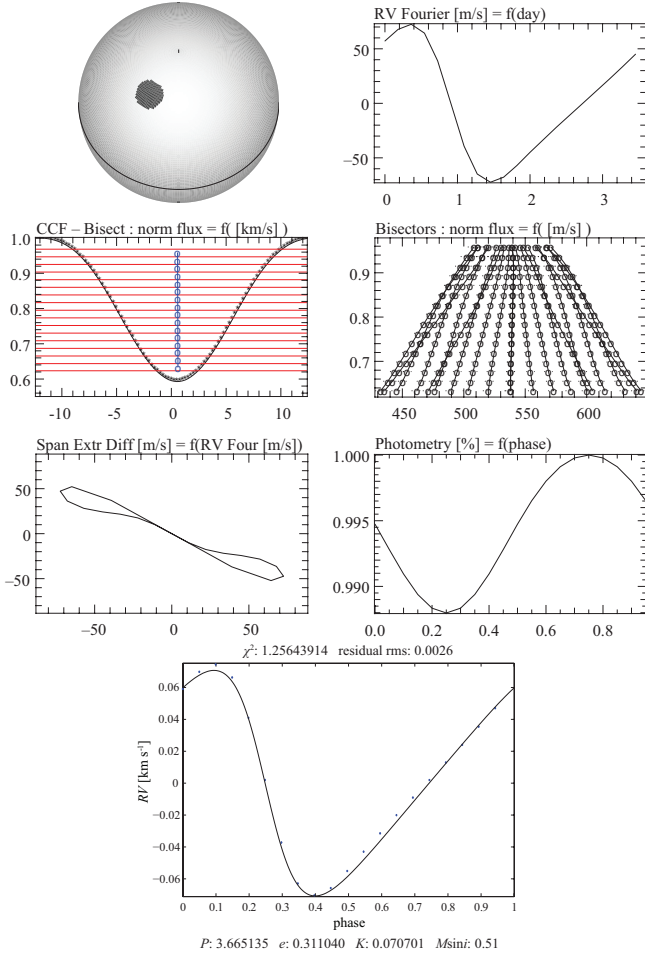 RV Fourier [m/s] = f(day)
50
0
−50
0 1 2 3
CCF – Bisect : norm flux = f( [km/s] )
1.0
0.9
0.8
0.7
0.6
−10 −5 0 5 10
Bisectors : norm flux = f( [m/s] )
0.9
0.8
0.7
450 500 550 600
Span Extr Diff [m/s] = f(RV Four [m/s])
50
0
−50
−50 0 50
Photometry [%] = f(phase)
1.000
0.995
0.990
0.0 0.2 0.4 0.6 0.8
χ²: 1.25643914 residual rms: 0.0026
0.06
0.04
0.02
0
−0.02
−0.04
−0.06
RV [km s⁻¹]
0 0.1 0.2 0.3 0.4 0.5 0.6 0.7 0.8 0.9 1
phase
P: 3.665135 e: 0.311040 K: 0.070701 Msini: 0.51